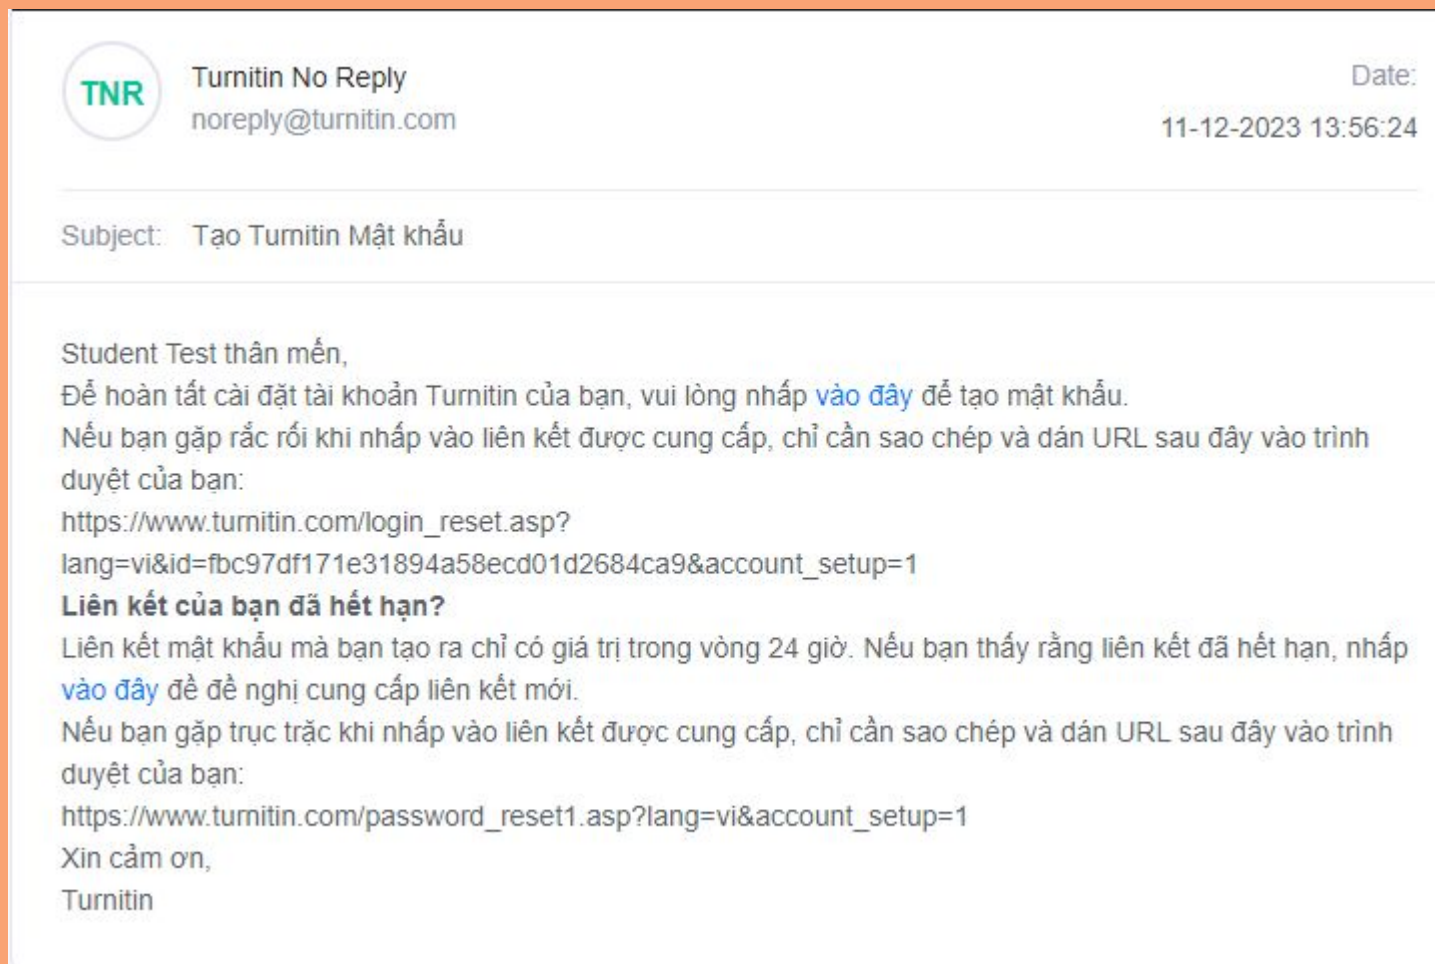 TNR
Turnitin No Reply
noreply@turnitin.com
Date:
11-12-2023 13:56:24
Subject: Tạo Turnitin Mật khẩu
Student Test thân mến,
Để hoàn tất cài đặt tài khoản Turnitin của bạn, vui lòng nhấp vào đây để tạo mật khẩu.
Nếu bạn gặp rắc rối khi nhấp vào liên kết được cung cấp, chỉ cần sao chép và dán URL sau đây vào trình
duyệt của bạn:
https://www.turnitin.com/login_reset.asp?
lang=vi&id=fbc97df171e31894a58ecd01d2684ca9&account_setup=1
Liên kết của bạn đã hết hạn?
Liên kết mật khẩu mà bạn tạo ra chỉ có giá trị trong vòng 24 giờ. Nếu bạn thấy rằng liên kết đã hết hạn, nhấp
vào đây đề đề nghị cung cấp liên kết mới.
Nếu bạn gặp trục trặc khi nhấp vào liên kết được cung cấp, chỉ cần sao chép và dán URL sau đây vào trình
duyệt của bạn:
https://www.turnitin.com/password_reset1.asp?lang=vi&account_setup=1
Xin cảm ơn,
Turnitin